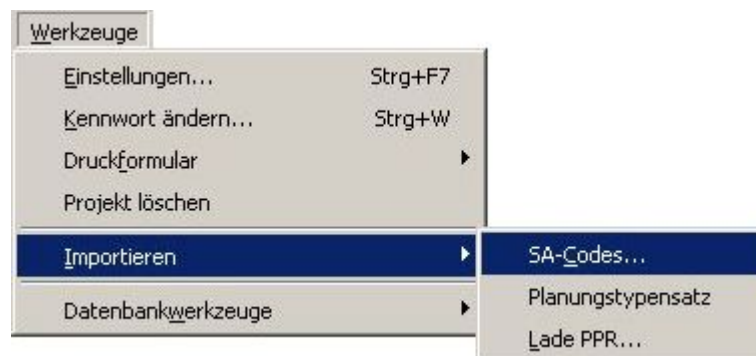 Werkzeuge
Einstellungen... Strg+F7
Kennwort ändern... Strg+W
Druckformular
Projekt löschen
Importieren
SA-Codes...
Planungstypensatz
Lade PPR...
Datenbankwerkzeuge